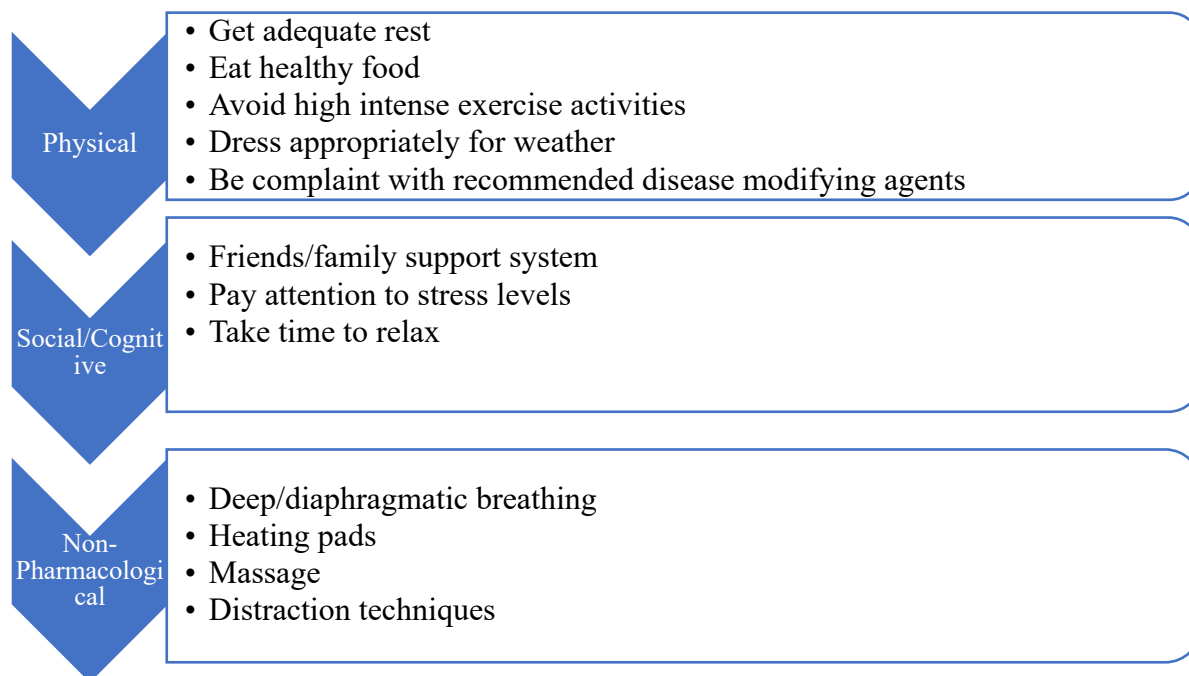 Physical
• Get adequate rest
• Eat healthy food
• Avoid high intense exercise activities
• Dress appropriately for weather
• Be complaint with recommended disease modifying agents
Social/Cognit
ive
• Friends/family support system
• Pay attention to stress levels
• Take time to relax
Non-
Pharmacologi
cal
• Deep/diaphragmatic breathing
• Heating pads
• Massage
• Distraction techniques